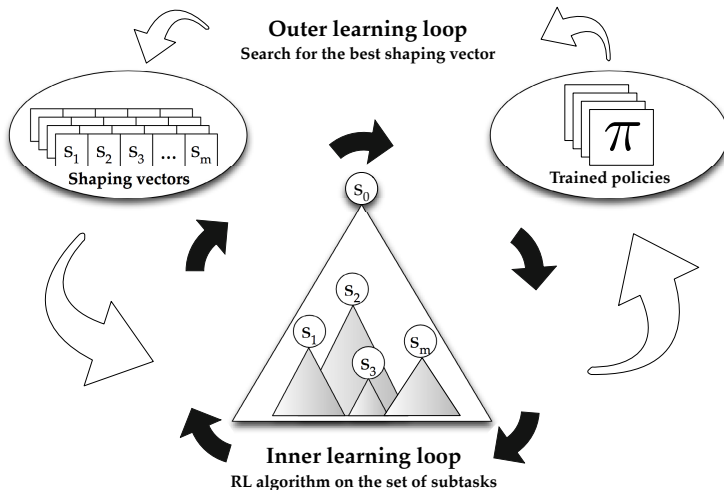 Outer learning loop
Search for the best shaping vector
s1 s2 s3 ... sm
Shaping vectors
π
Trained policies
s0
s2
s1
sm
s3
Inner learning loop
RL algorithm on the set of subtasks